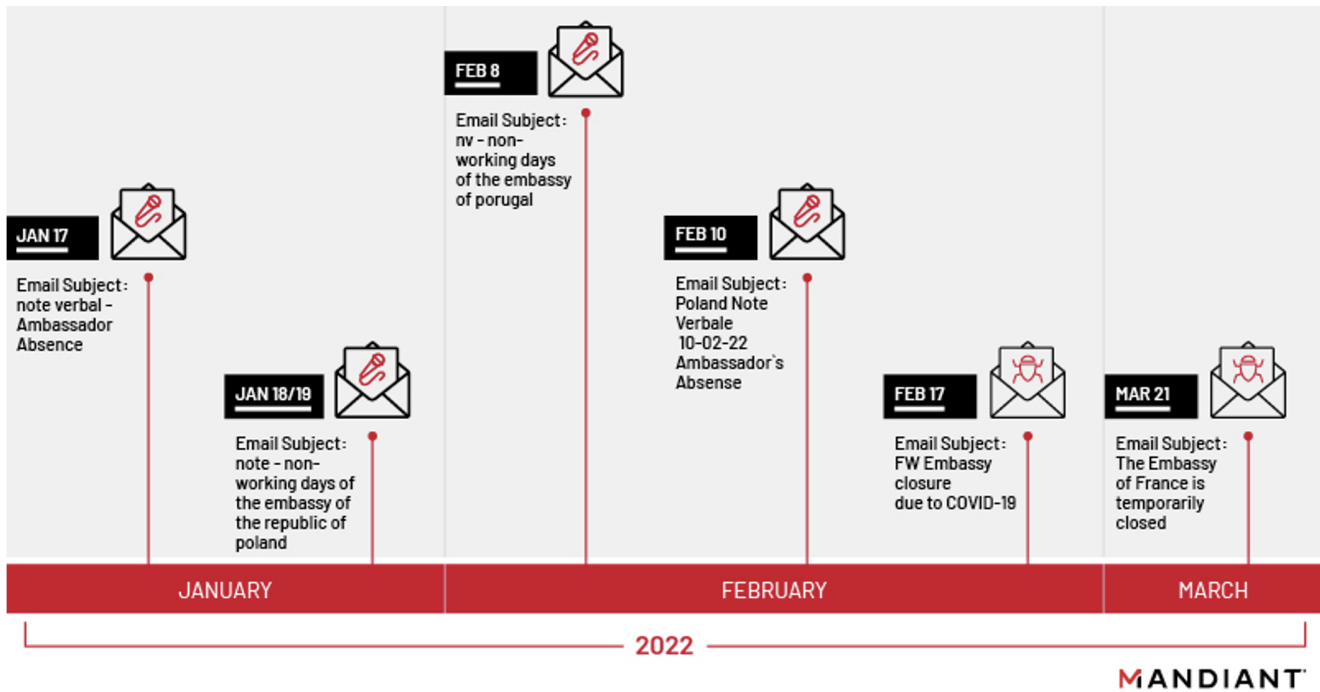 JAN 17
Email Subject:
note verbal -
Ambassador
Absence
JAN 18/19
Email Subject:
note - non-
working days of
the embassy of
the republic of
poland
FEB 8
Email Subject:
nv - non-
working days
of the embassy
of porugal
FEB 10
Email Subject:
Poland Note
Verbale
10-02-22
Ambassador`s
Absense
FEB 17
Email Subject:
FW Embassy
closure
due to COVID-19
MAR 21
Email Subject:
The Embassy
of France is
temporarily
closed
JANUARY
FEBRUARY
MARCH
2022
MANDIANT